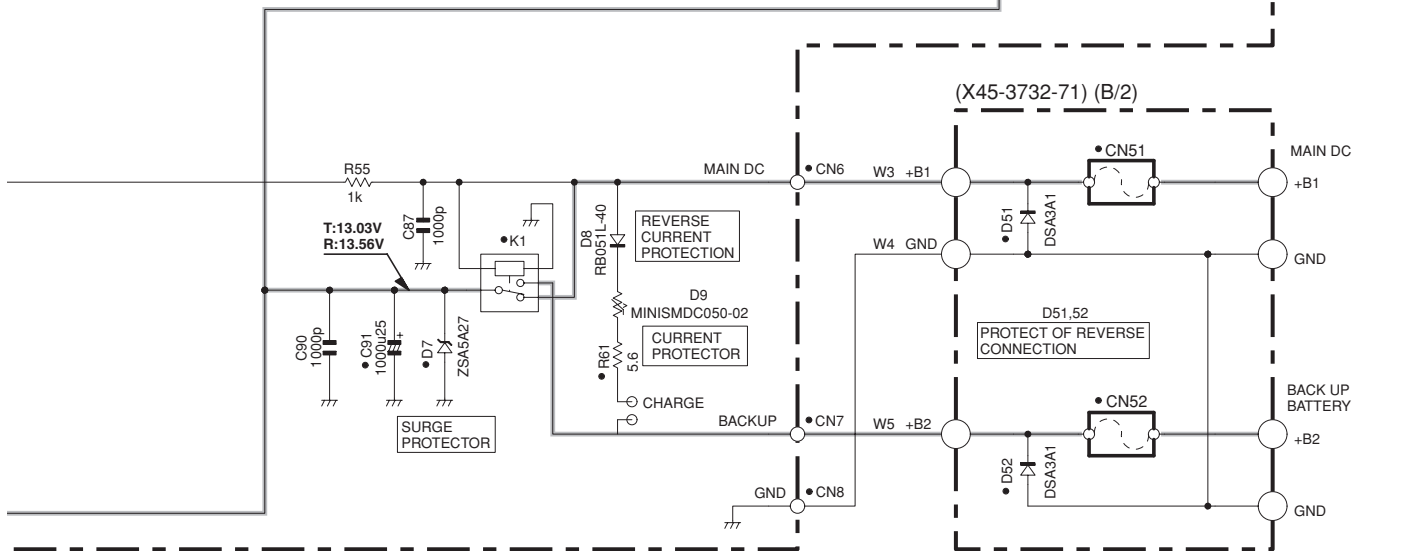 (X45-3732-71) (B/2)
• CN51
MAIN DC
MAIN DC
• CN6
W3 +B1
+B1
R55
1k
C87
1000p
T:13.03V
R:13.56V
• K1
D8
RB051L-40
REVERSE
CURRENT
PROTECTION
• D51
DSA3A1
W4 GND
GND
D9
MINISMDC050-02
D51,52
PROTECT OF REVERSE
CONNECTION
C90
1000p
• C91
1000u25
+
• D7
ZSA5A27
• R61
5.6
CURRENT
PROTECTOR
CHARGE
SURGE
PROTECTOR
BACKUP
• CN7
W5 +B2
• CN52
BACK UP
BATTERY
+B2
• D52
DSA3A1
GND
• CN8
GND